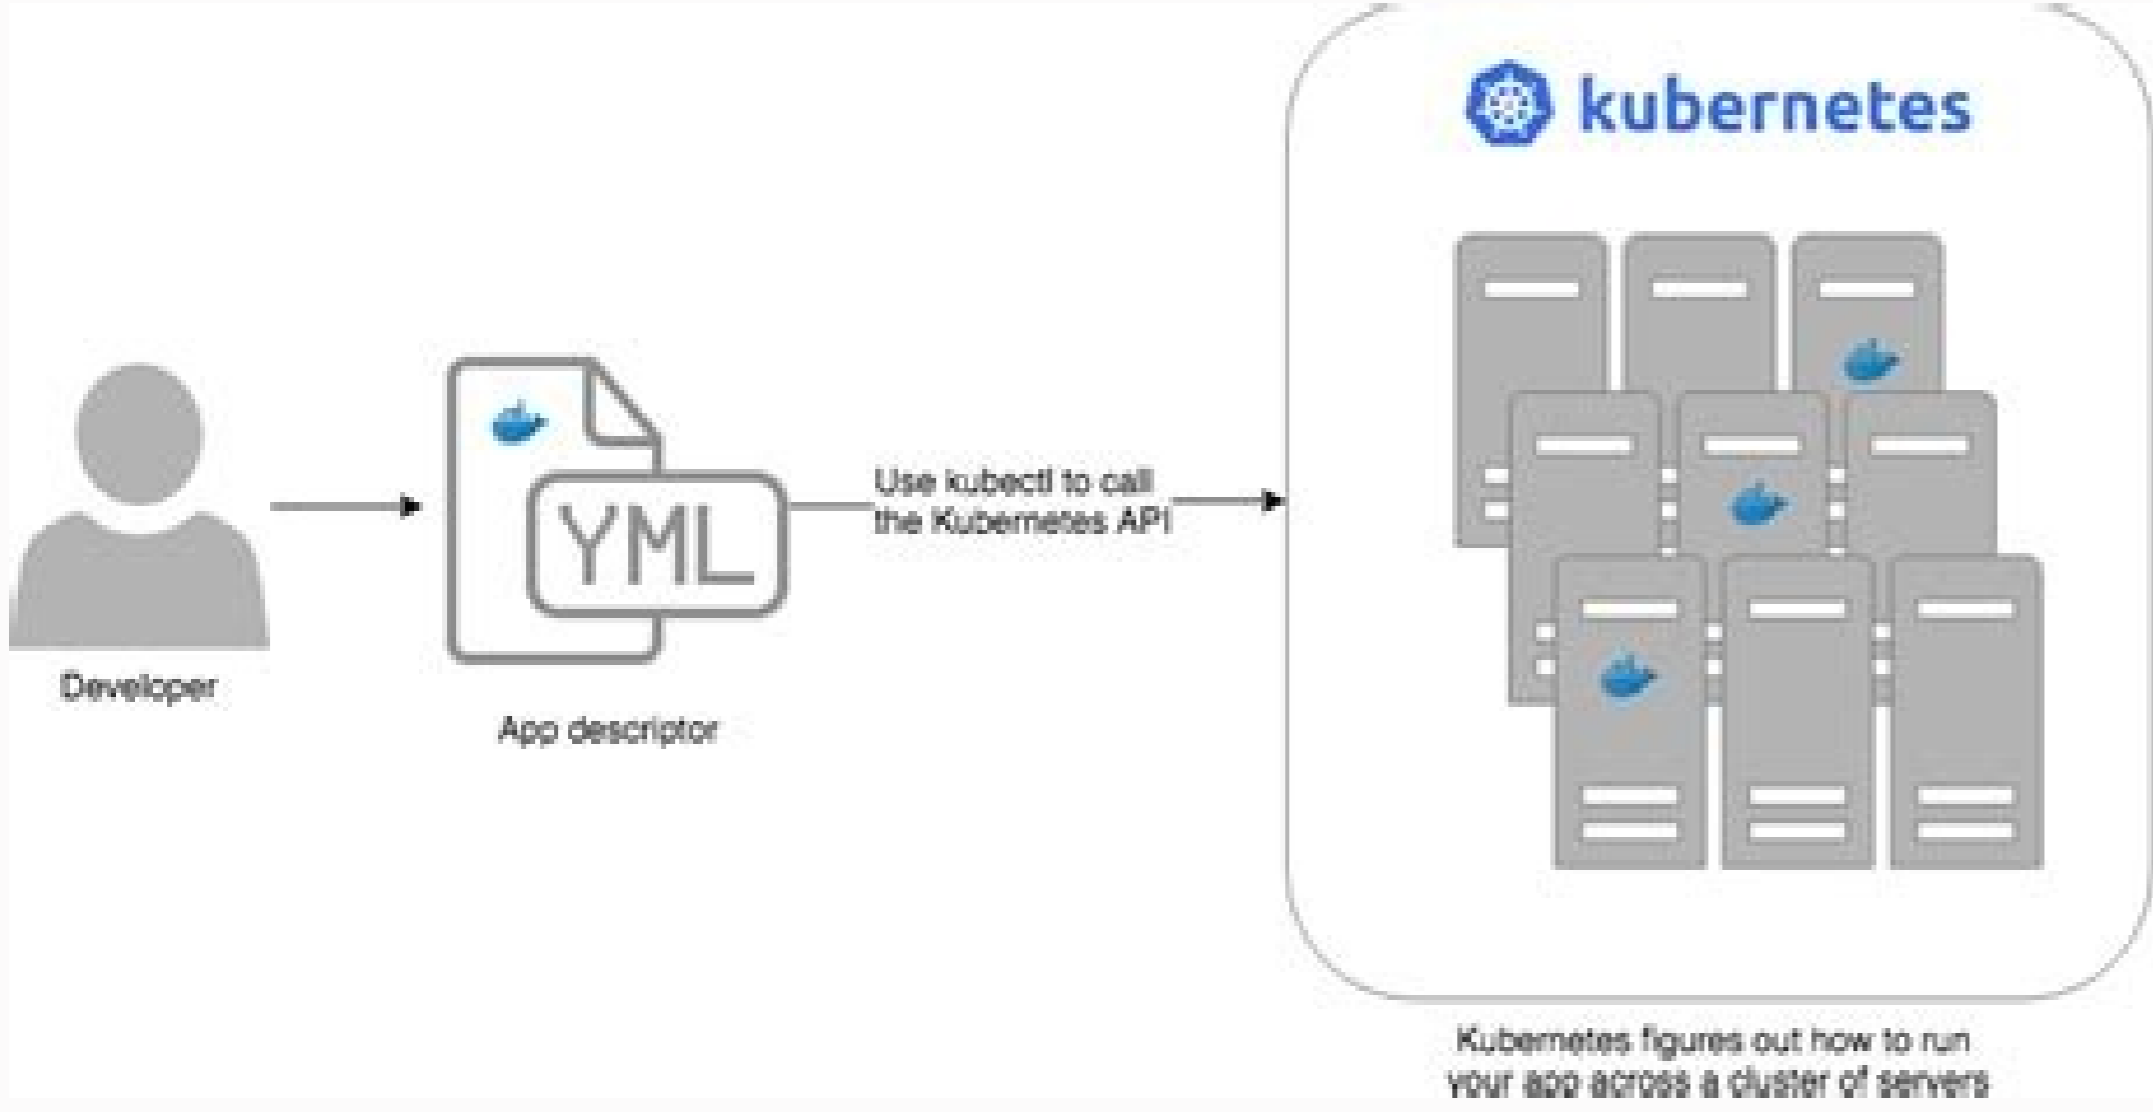 kubernetes
YML
Use kubectl to call
the Kubernetes API
Developer
App descriptor
Kubernetes figures out how to run
your app across a cluster of servers